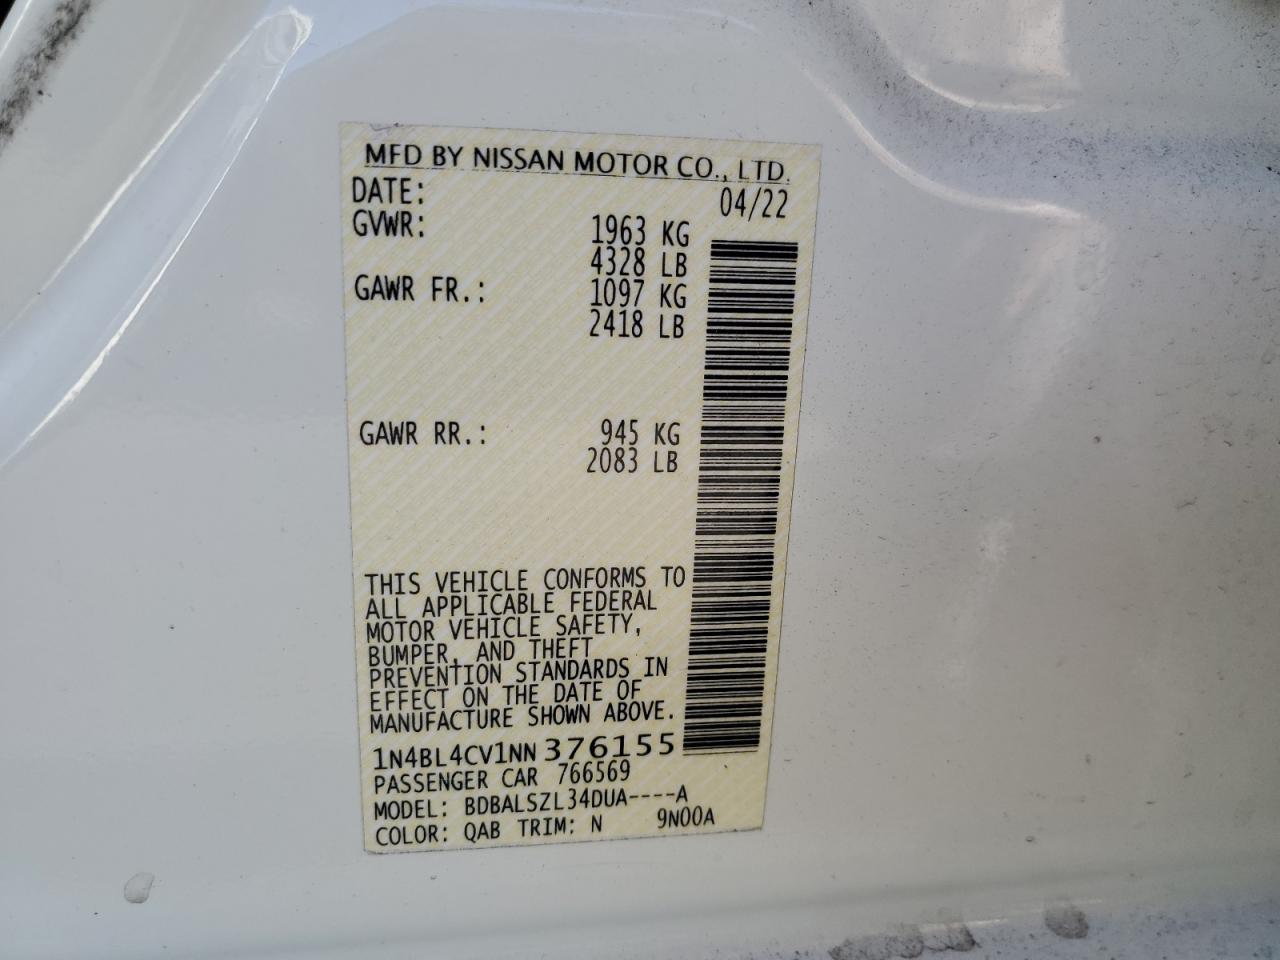 MFD BY NISSAN MOTOR CO., LTD.
DATE: 04/22
GVWR: 1963 KG
4328 LB
GAWR FR.: 1097 KG
2418 LB
GAWR RR.: 945 KG
2083 LB
THIS VEHICLE CONFORMS TO
ALL APPLICABLE FEDERAL
MOTOR VEHICLE SAFETY,
BUMPER, AND THEFT
PREVENTION STANDARDS IN
EFFECT ON THE DATE OF
MANUFACTURE SHOWN ABOVE.
1N4BL4CV1NN376155
PASSENGER CAR 766569
MODEL: BDBALSZL34DUA----A
COLOR: QAB TRIM: N 9N00A